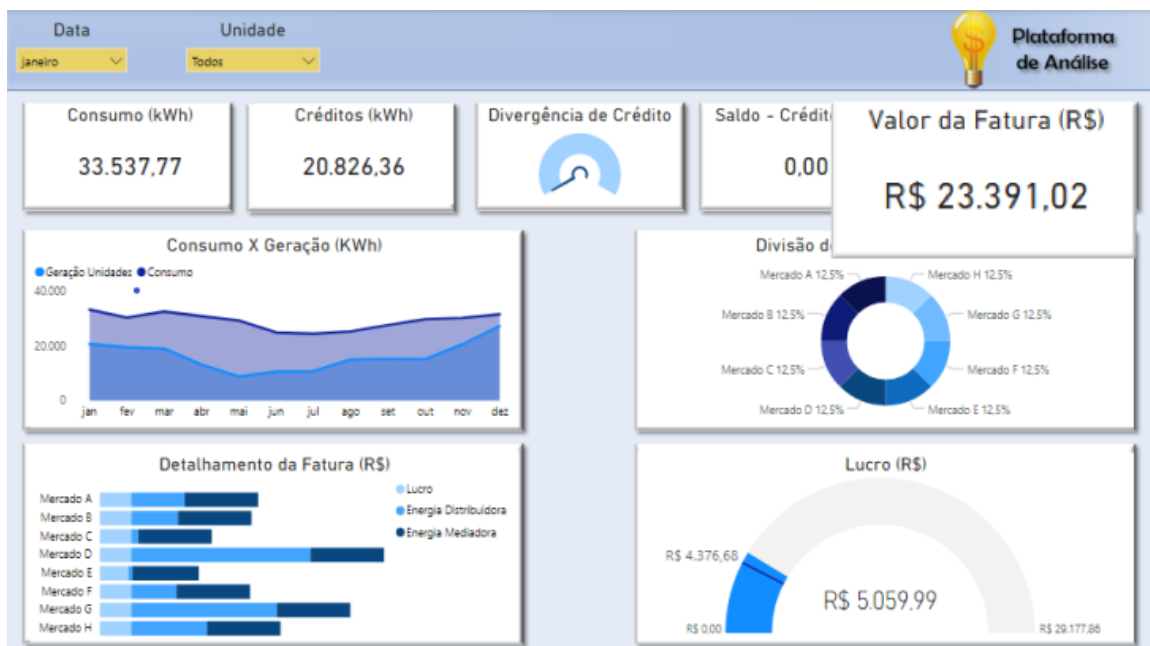 Data
Unidade
janeiro
Todos
Plataforma
de Análise
Consumo (kWh)
33.537,77
Créditos (kWh)
20.826,36
Divergência de Crédito
Saldo - Crédit
0,00
Valor da Fatura (R$)
R$ 23.391,02
Consumo X Geração (KWh)
Geração Unidades Consumo
40.000
20.000
0
jan fev mar abr mai jun jul ago set out nov dez
Divisão d
Mercado A 12,5%
Mercado H 12,5%
Mercado B 12,5%
Mercado G 12,5%
Mercado C 12,5%
Mercado F 12,5%
Mercado D 12,5%
Mercado E 12,5%
Detalhamento da Fatura (R$)
Mercado A
Mercado B
Mercado C
Mercado D
Mercado E
Mercado F
Mercado G
Mercado H
Lucro
Energia Distribuidora
Energia Mediadora
Lucro (R$)
R$ 4.376,68
R$ 5.059,99
R$ 0,00
R$ 29.177,86